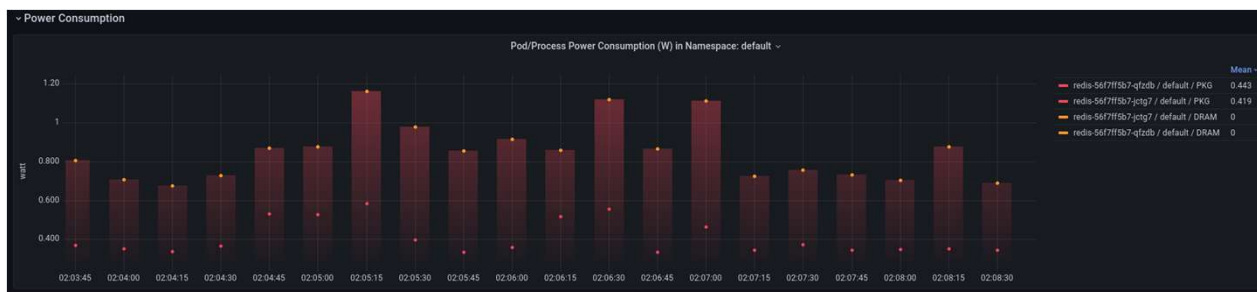 Power Consumption
Pod/Process Power Consumption (W) in Namespace: default
Mean
1.20
1
0.800
0.600
0.400
watt
02:03:45 02:04:00 02:04:15 02:04:30 02:04:45 02:05:00 02:05:15 02:05:30 02:05:45 02:06:00 02:06:15 02:06:30 02:06:45 02:07:00 02:07:15 02:07:30 02:07:45 02:08:00 02:08:15 02:08:30
redis-56f7ff5b7-qfzdb / default / PKG 0.443
redis-56f7ff5b7-jctg7 / default / PKG 0.419
redis-56f7ff5b7-jctg7 / default / DRAM 0
redis-56f7ff5b7-qfzdb / default / DRAM 0